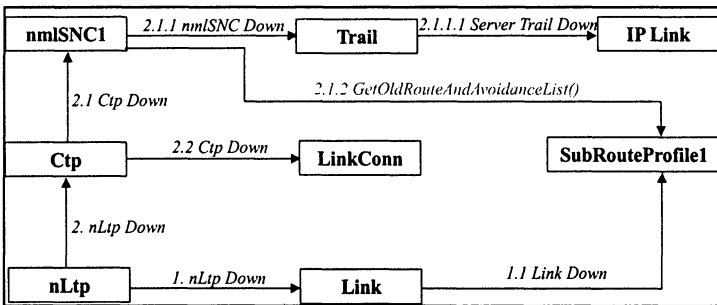 nmlSNC1
2.1.1 nmlSNC Down
Trail
2.1.1.1 Server Trail Down
IP Link
2.1.2 GetOldRouteAndAvoidanceList()
2.1 Ctp Down
Ctp
2.2 Ctp Down
LinkConn
SubRouteProfile1
2. nLtp Down
nLtp
1. nLtp Down
Link
1.1 Link Down